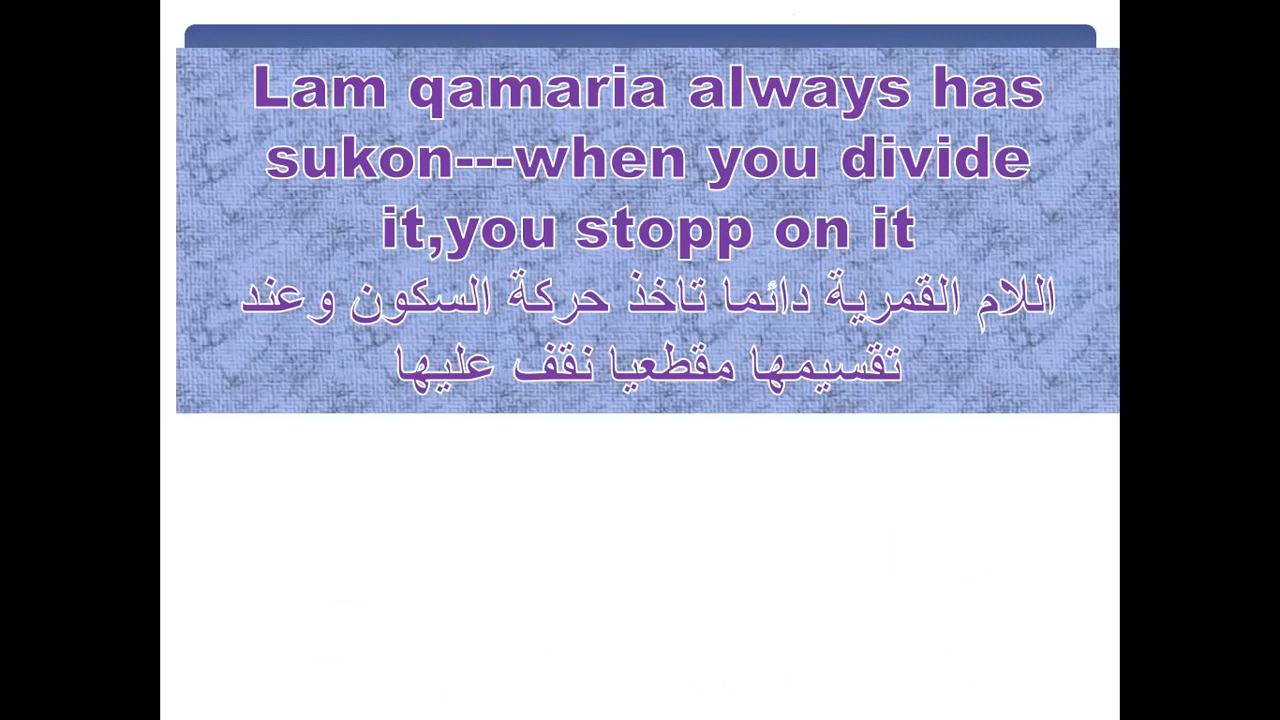 Lam qamaria always has
sukon---when you divide
it,you stopp on it
اللام القمرية دائما تاخذ حركة السكون وعند
تقسيمها مقطعيا نقف عليها